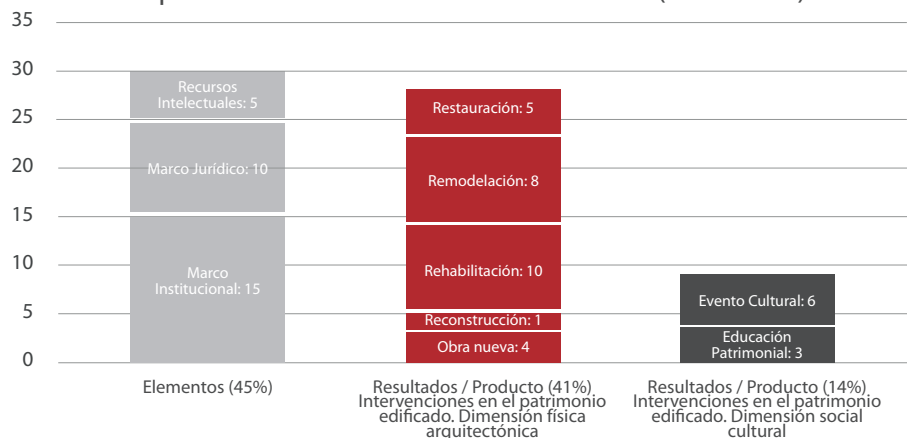 35
30
25
20
15
10
5
0
Recursos
Intelectuales: 5
Marco Jurídico: 10
Marco
Institucional: 15
Restauración: 5
Remodelación: 8
Rehabilitación: 10
Reconstrucción: 1
Obra nueva: 4
Evento Cultural: 6
Educación
Patrimonial: 3
Elementos (45%)
Resultados / Producto (41%)
Intervenciones en el patrimonio
edificado. Dimensión física
arquitectónica
Resultados / Producto (14%)
Intervenciones en el patrimonio
edificado. Dimensión social
cultural